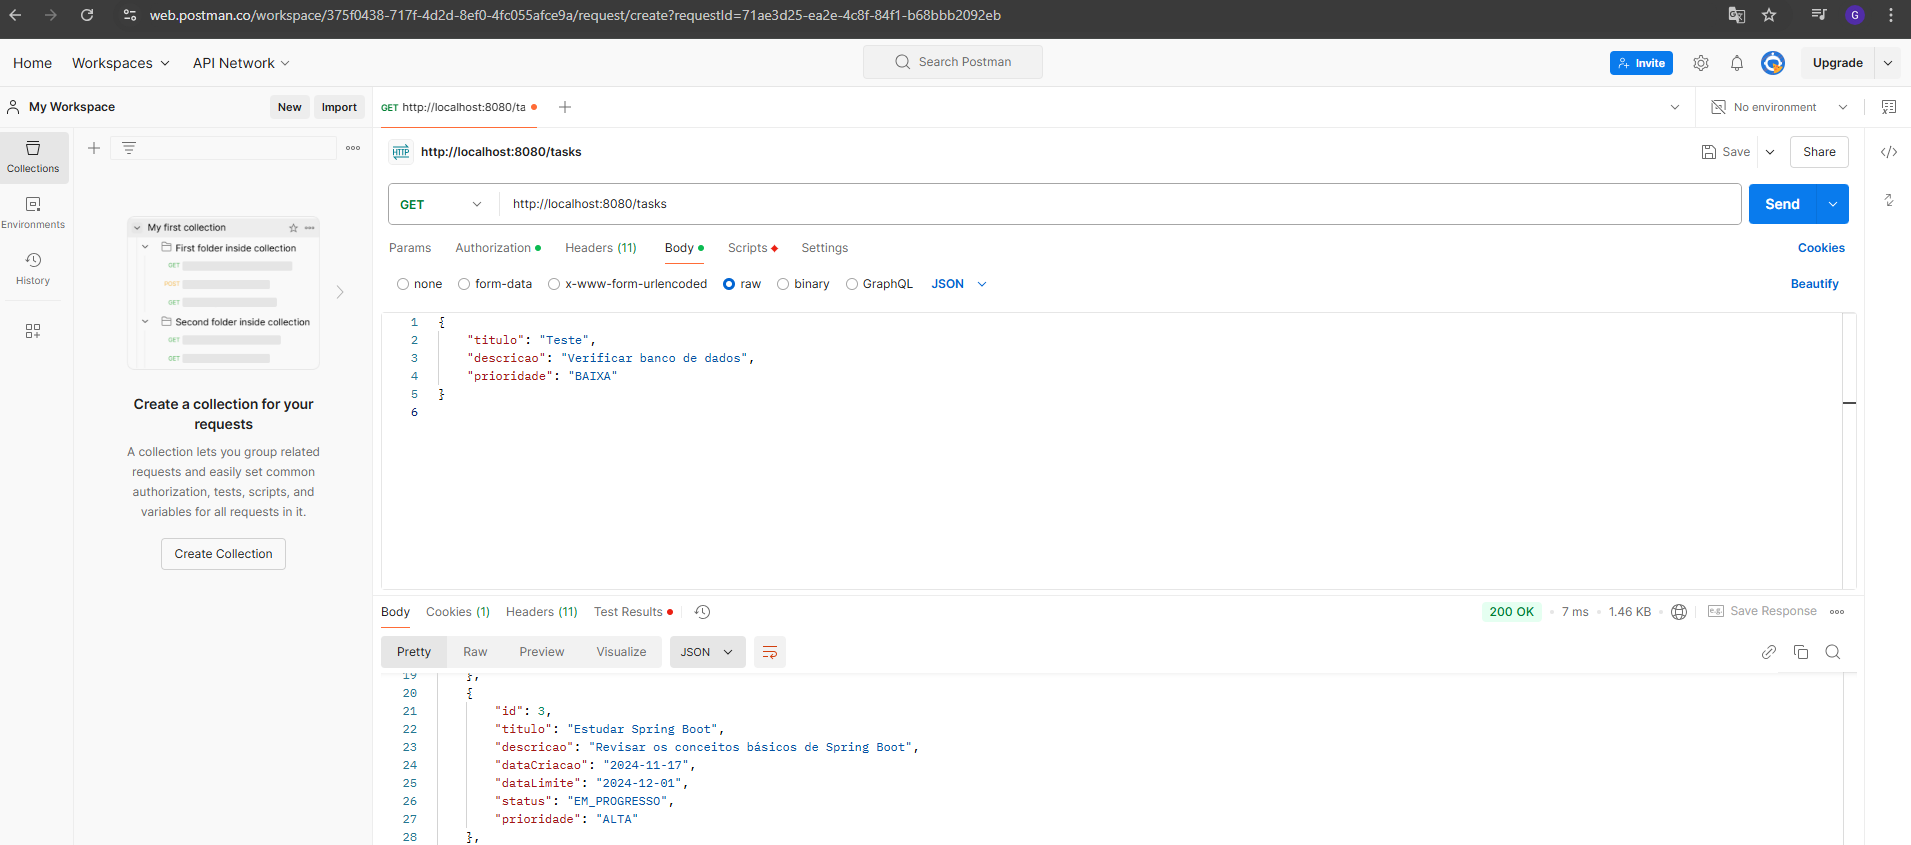 web.postman.co/workspace/375f0438-717f-4d2d-8ef0-4fc055afce9a/request/create?requestId=71ae3d25-ea2e-4c8f-84f1-b68bbb2092eb
G
Home Workspaces API Network Search Postman Invite Upgrade
My Workspace New Import GET http://localhost:8080/ta No environment
Collections
Environments
History
My first collection
First folder inside collection
GET
POST
GET
Second folder inside collection
GET
GET
Create a collection for your
requests
A collection lets you group related
requests and easily set common
authorization, tests, scripts, and
variables for all requests in it.
Create Collection
HTTP http://localhost:8080/tasks Save Share
GET http://localhost:8080/tasks Send
Params Authorization Headers (11) Body Scripts Settings Cookies
none form-data x-www-form-urlencoded raw binary GraphQL JSON Beautify
1 {
2 "titulo": "Teste",
3 "descricao": "Verificar banco de dados",
4 "prioridade": "BAIXA"
5 }
6
Body Cookies (1) Headers (11) Test Results 200 OK 7 ms 1.46 KB e.g. Save Response
Pretty Raw Preview Visualize JSON
19 },
20 {
21 "id": 3,
22 "titulo": "Estudar Spring Boot",
23 "descricao": "Revisar os conceitos básicos de Spring Boot",
24 "dataCriacao": "2024-11-17",
25 "dataLimite": "2024-12-01",
26 "status": "EM_PROGRESSO",
27 "prioridade": "ALTA"
28 },